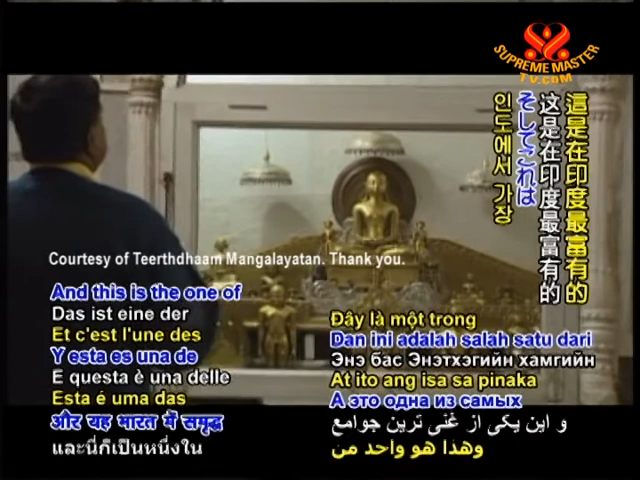 SUPREME MASTER
TV.COM
這是在印度最富有的
这是在印度最富有的
そしてこれは
인도에서 가장
Courtesy of Teerthdhaam Mangalayatan. Thank you.
And this is the one of
Das ist eine der
Et c'est l'une des
Y esta es una de
E questa è una delle
Esta é uma das
और यह भारत में समृद्ध
และนี่ก็เป็นหนึ่งใน
Đây là một trong
Dan ini adalah salah satu dari
Энэ бас Энэтхэгийн хамгийн
At ito ang isa sa pinaka
А это одна из самых
و این یکی از غنی ترین جوامع
وهذا هو واحد من